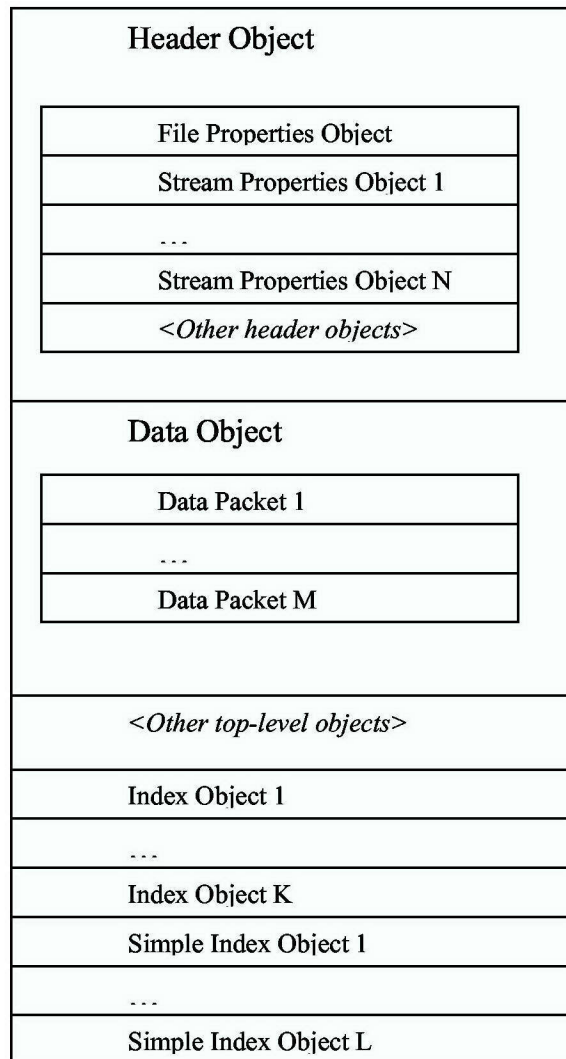 Header Object
File Properties Object
Stream Properties Object 1
...
Stream Properties Object N
<Other header objects>
Data Object
Data Packet 1
...
Data Packet M
<Other top-level objects>
Index Object 1
...
Index Object K
Simple Index Object 1
...
Simple Index Object L